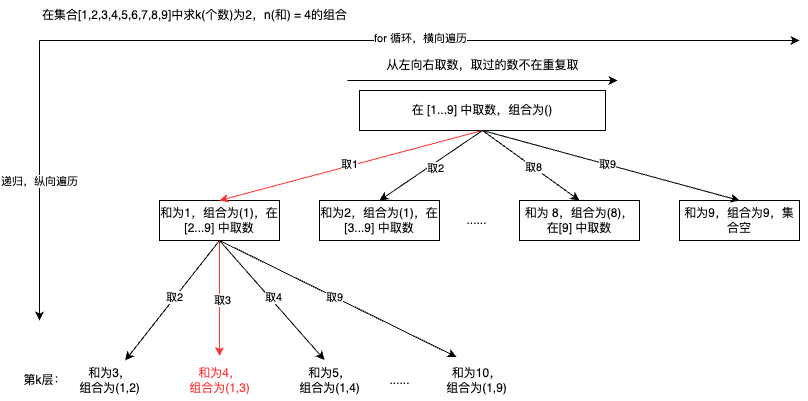 在集合[1,2,3,4,5,6,7,8,9]中求k(个数)为2，n(和) = 4的组合
for 循环，横向遍历
从左向右取数，取过的数不在重复取
在 [1...9] 中取数，组合为()
取1
取2
取8
取9
递归，纵向遍历
和为1，组合为(1)，在
[2...9] 中取数
和为2，组合为(1)，在
[3...9] 中取数
......
和为 8，组合为(8)，
在[9] 中取数
和为9，组合为9，集
合空
取2
取3
取4
取9
第k层：
和为3，
组合为(1,2)
和为4，
组合为(1,3)
和为5，
组合为(1,4)
......
和为10，
组合为(1,9)